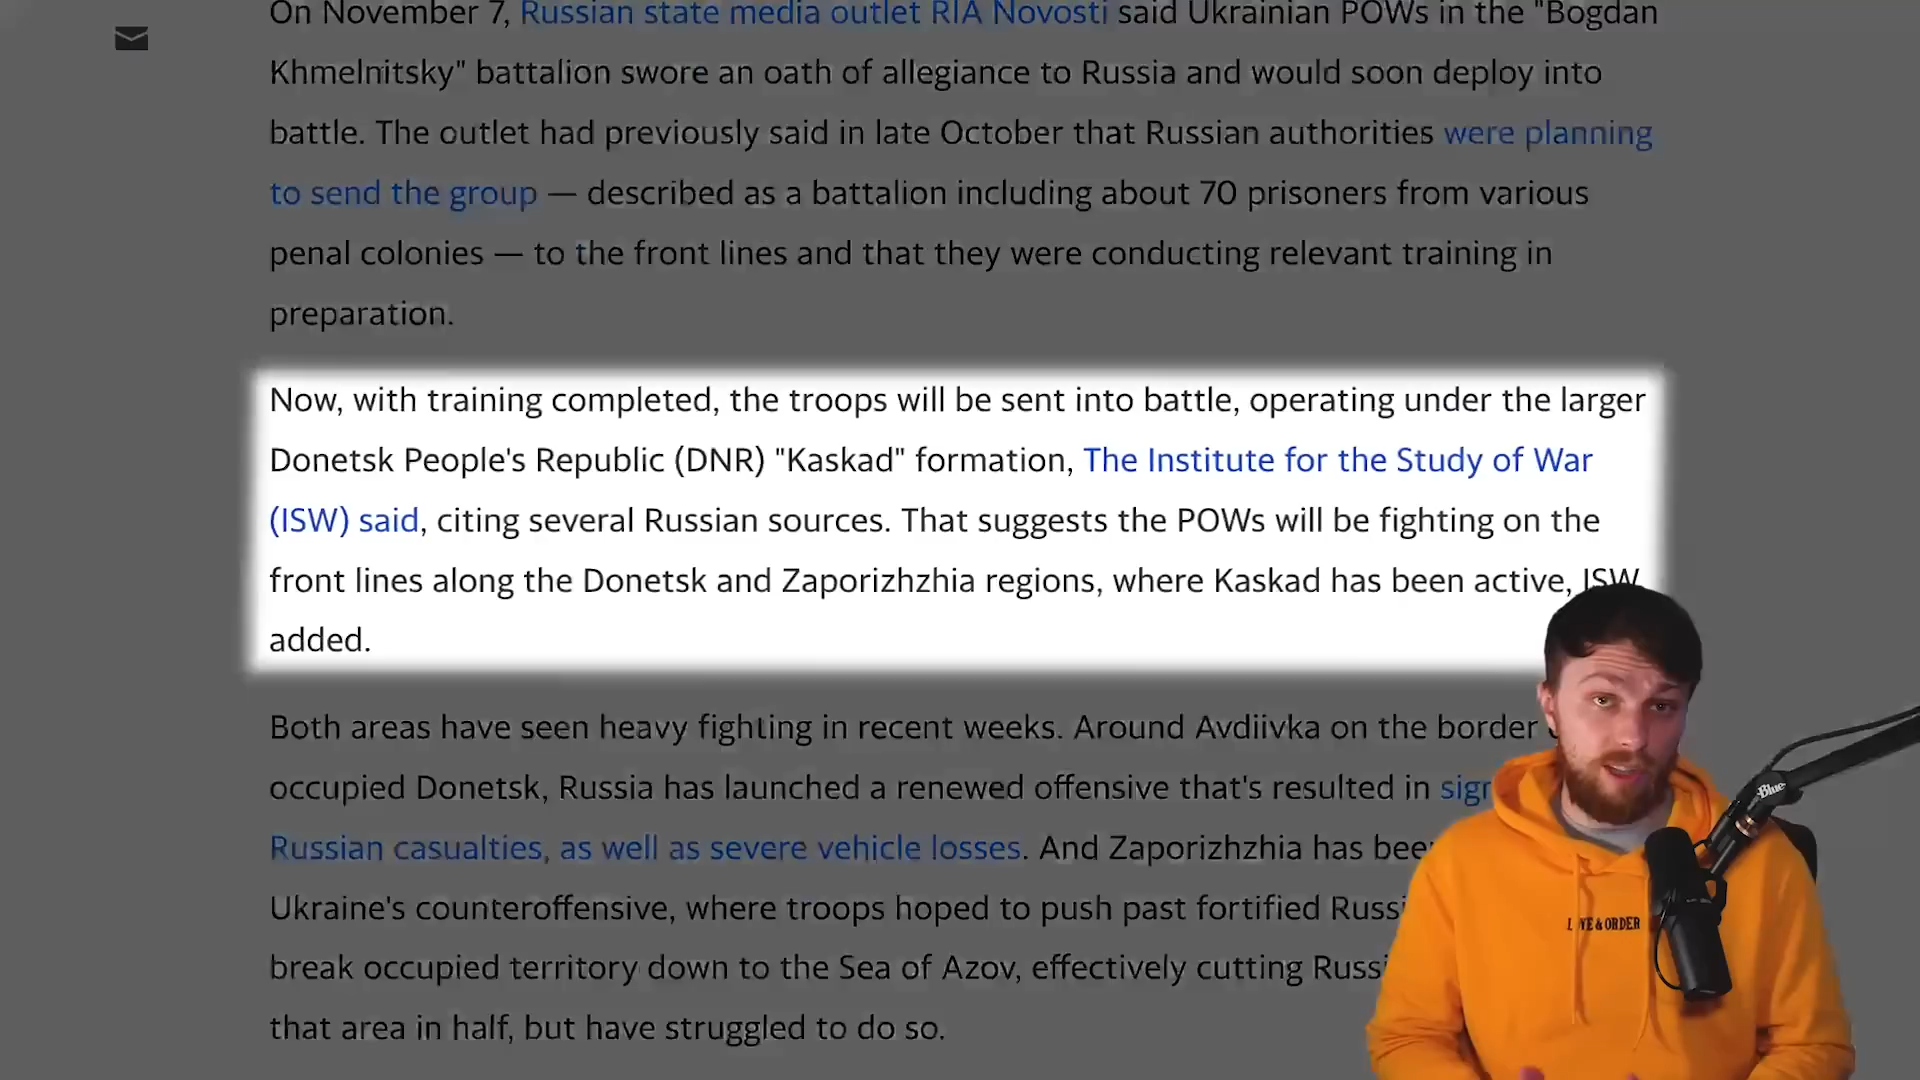 On November 7, Russian state media outlet RIA Novosti said Ukrainian POWs in the "Bogdan
Khmelnitsky" battalion swore an oath of allegiance to Russia and would soon deploy into
battle. The outlet had previously said in late October that Russian authorities were planning
to send the group — described as a battalion including about 70 prisoners from various
penal colonies — to the front lines and that they were conducting relevant training in
preparation.
Now, with training completed, the troops will be sent into battle, operating under the larger
Donetsk People's Republic (DNR) "Kaskad" formation, The Institute for the Study of War
(ISW) said, citing several Russian sources. That suggests the POWs will be fighting on the
front lines along the Donetsk and Zaporizhzhia regions, where Kaskad has been active, ISW
added.
Both areas have seen heavy fighting in recent weeks. Around Avdiivka on the border
occupied Donetsk, Russia has launched a renewed offensive that's resulted in
Russian casualties, as well as severe vehicle losses. And Zaporizhzhia has
Ukraine's counteroffensive, where troops hoped to push past fortified
break occupied territory down to the Sea of Azov, effectively cutting
that area in half, but have struggled to do so.
Blue
& ORDER